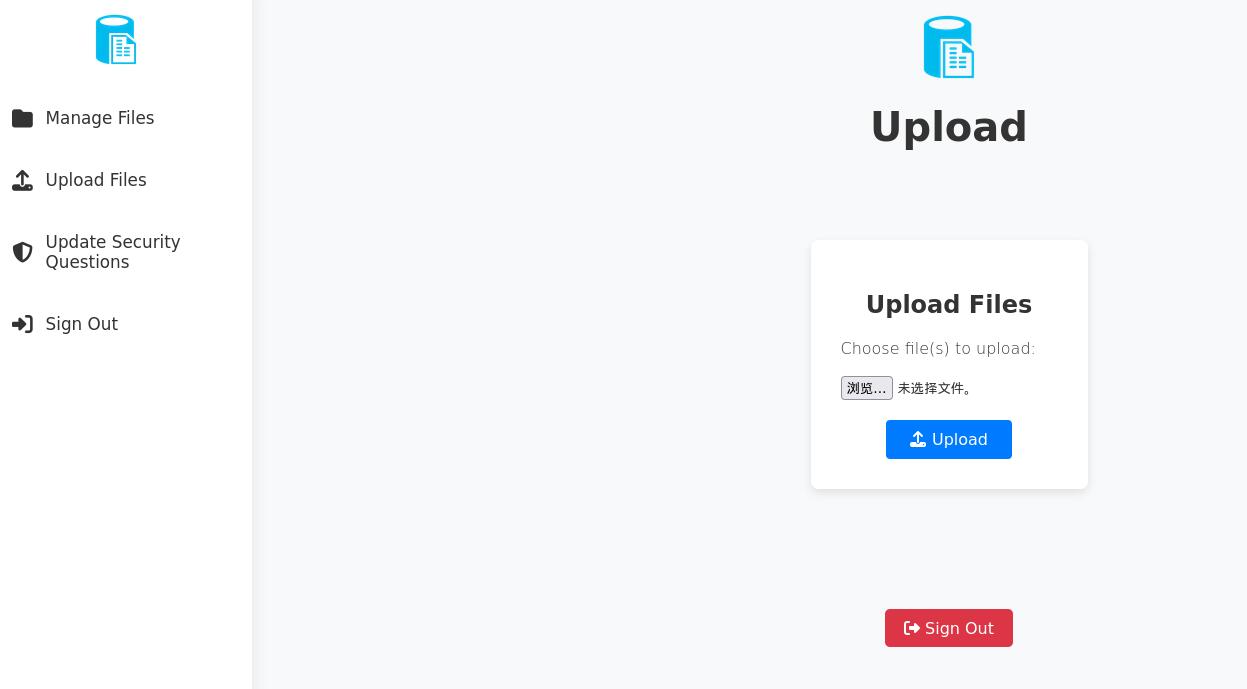 Manage Files
Upload Files
Update Security
Questions
Sign Out
Upload
Upload Files
Choose file(s) to upload:
浏览... 未选择文件。
Upload
Sign Out